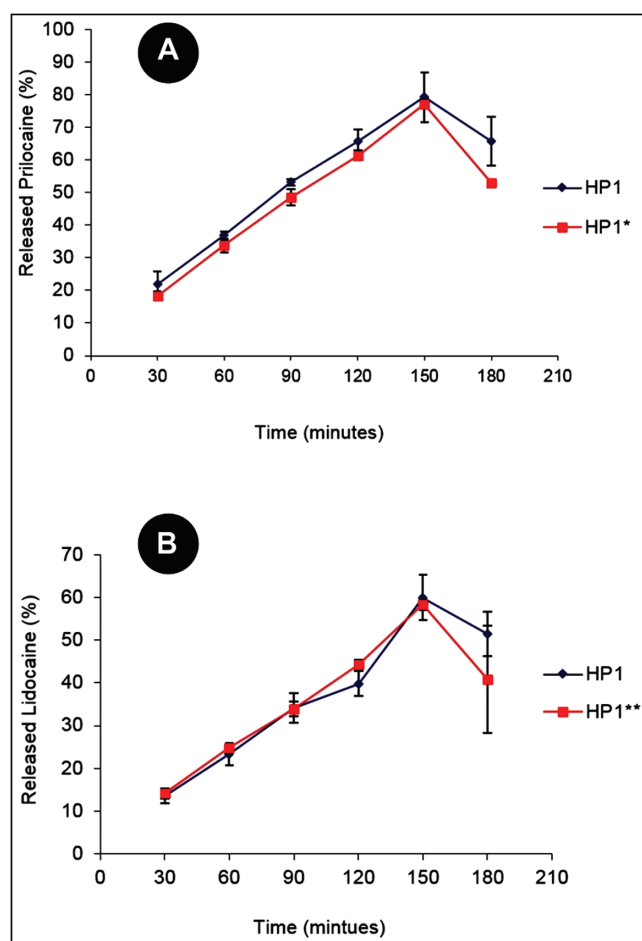 A
Released Prilocaine (%)
100
90
80
70
60
50
40
30
20
10
0
0 30 60 90 120 150 180 210
Time (minutes)
HP1
HP1*
B
Released Lidocaine (%)
70
60
50
40
30
20
10
0
0 30 60 90 120 150 180 210
Time (mintues)
HP1
HP1**